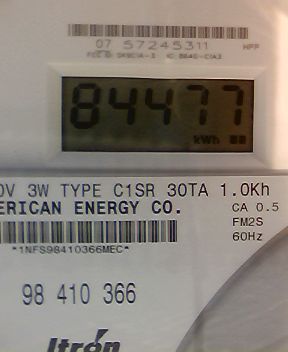 07 57245311
84477
kWh
0V 3W TYPE C1SR 30TA 1.0Kh
ERICAN ENERGY CO.
CA 0.5
FM2S
60Hz
*1NFS98410366MEC*
98 410 366
Itron